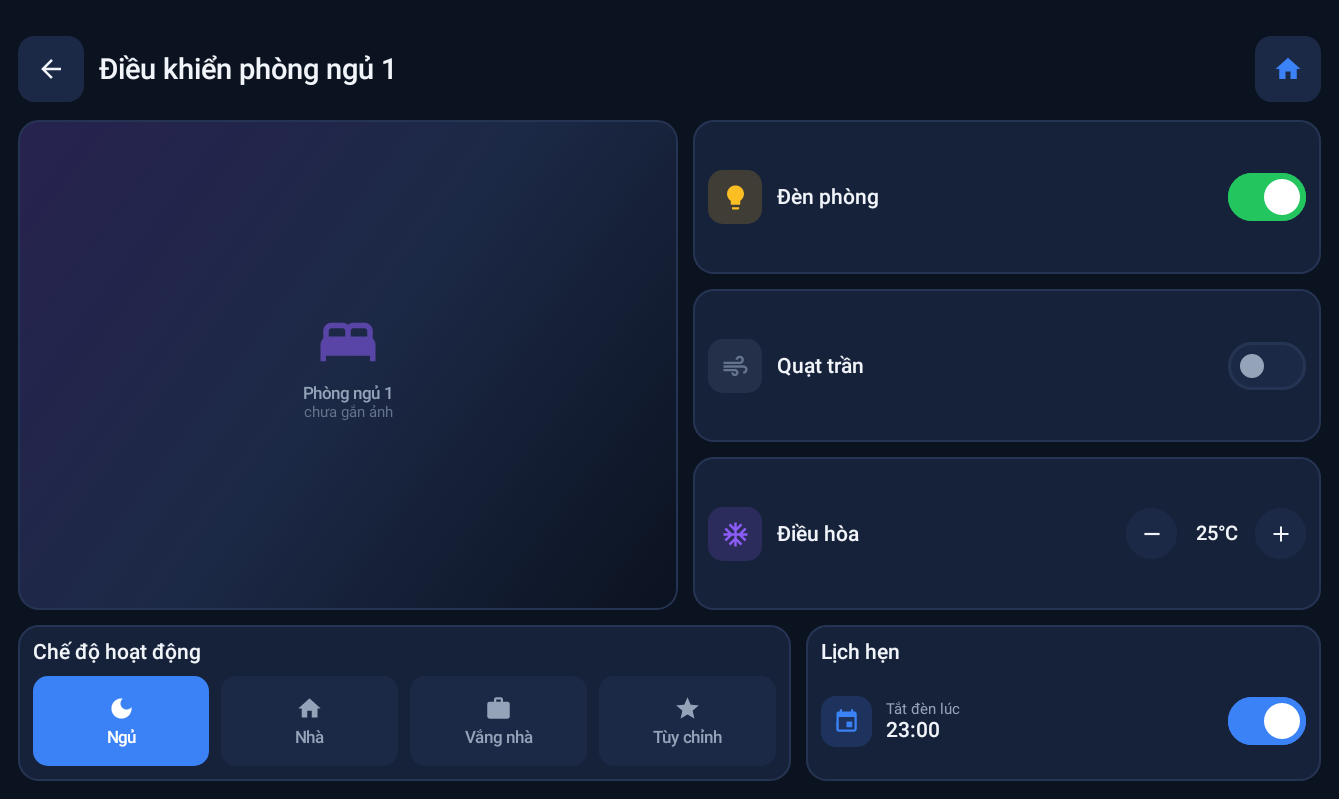 Điều khiển phòng ngủ 1
Phòng ngủ 1
chưa gắn ảnh
Đèn phòng
Quạt trần
Điều hòa
25°C
Chế độ hoạt động
Ngủ
Nhà
Vắng nhà
Tùy chỉnh
Lịch hẹn
Tắt đèn lúc
23:00